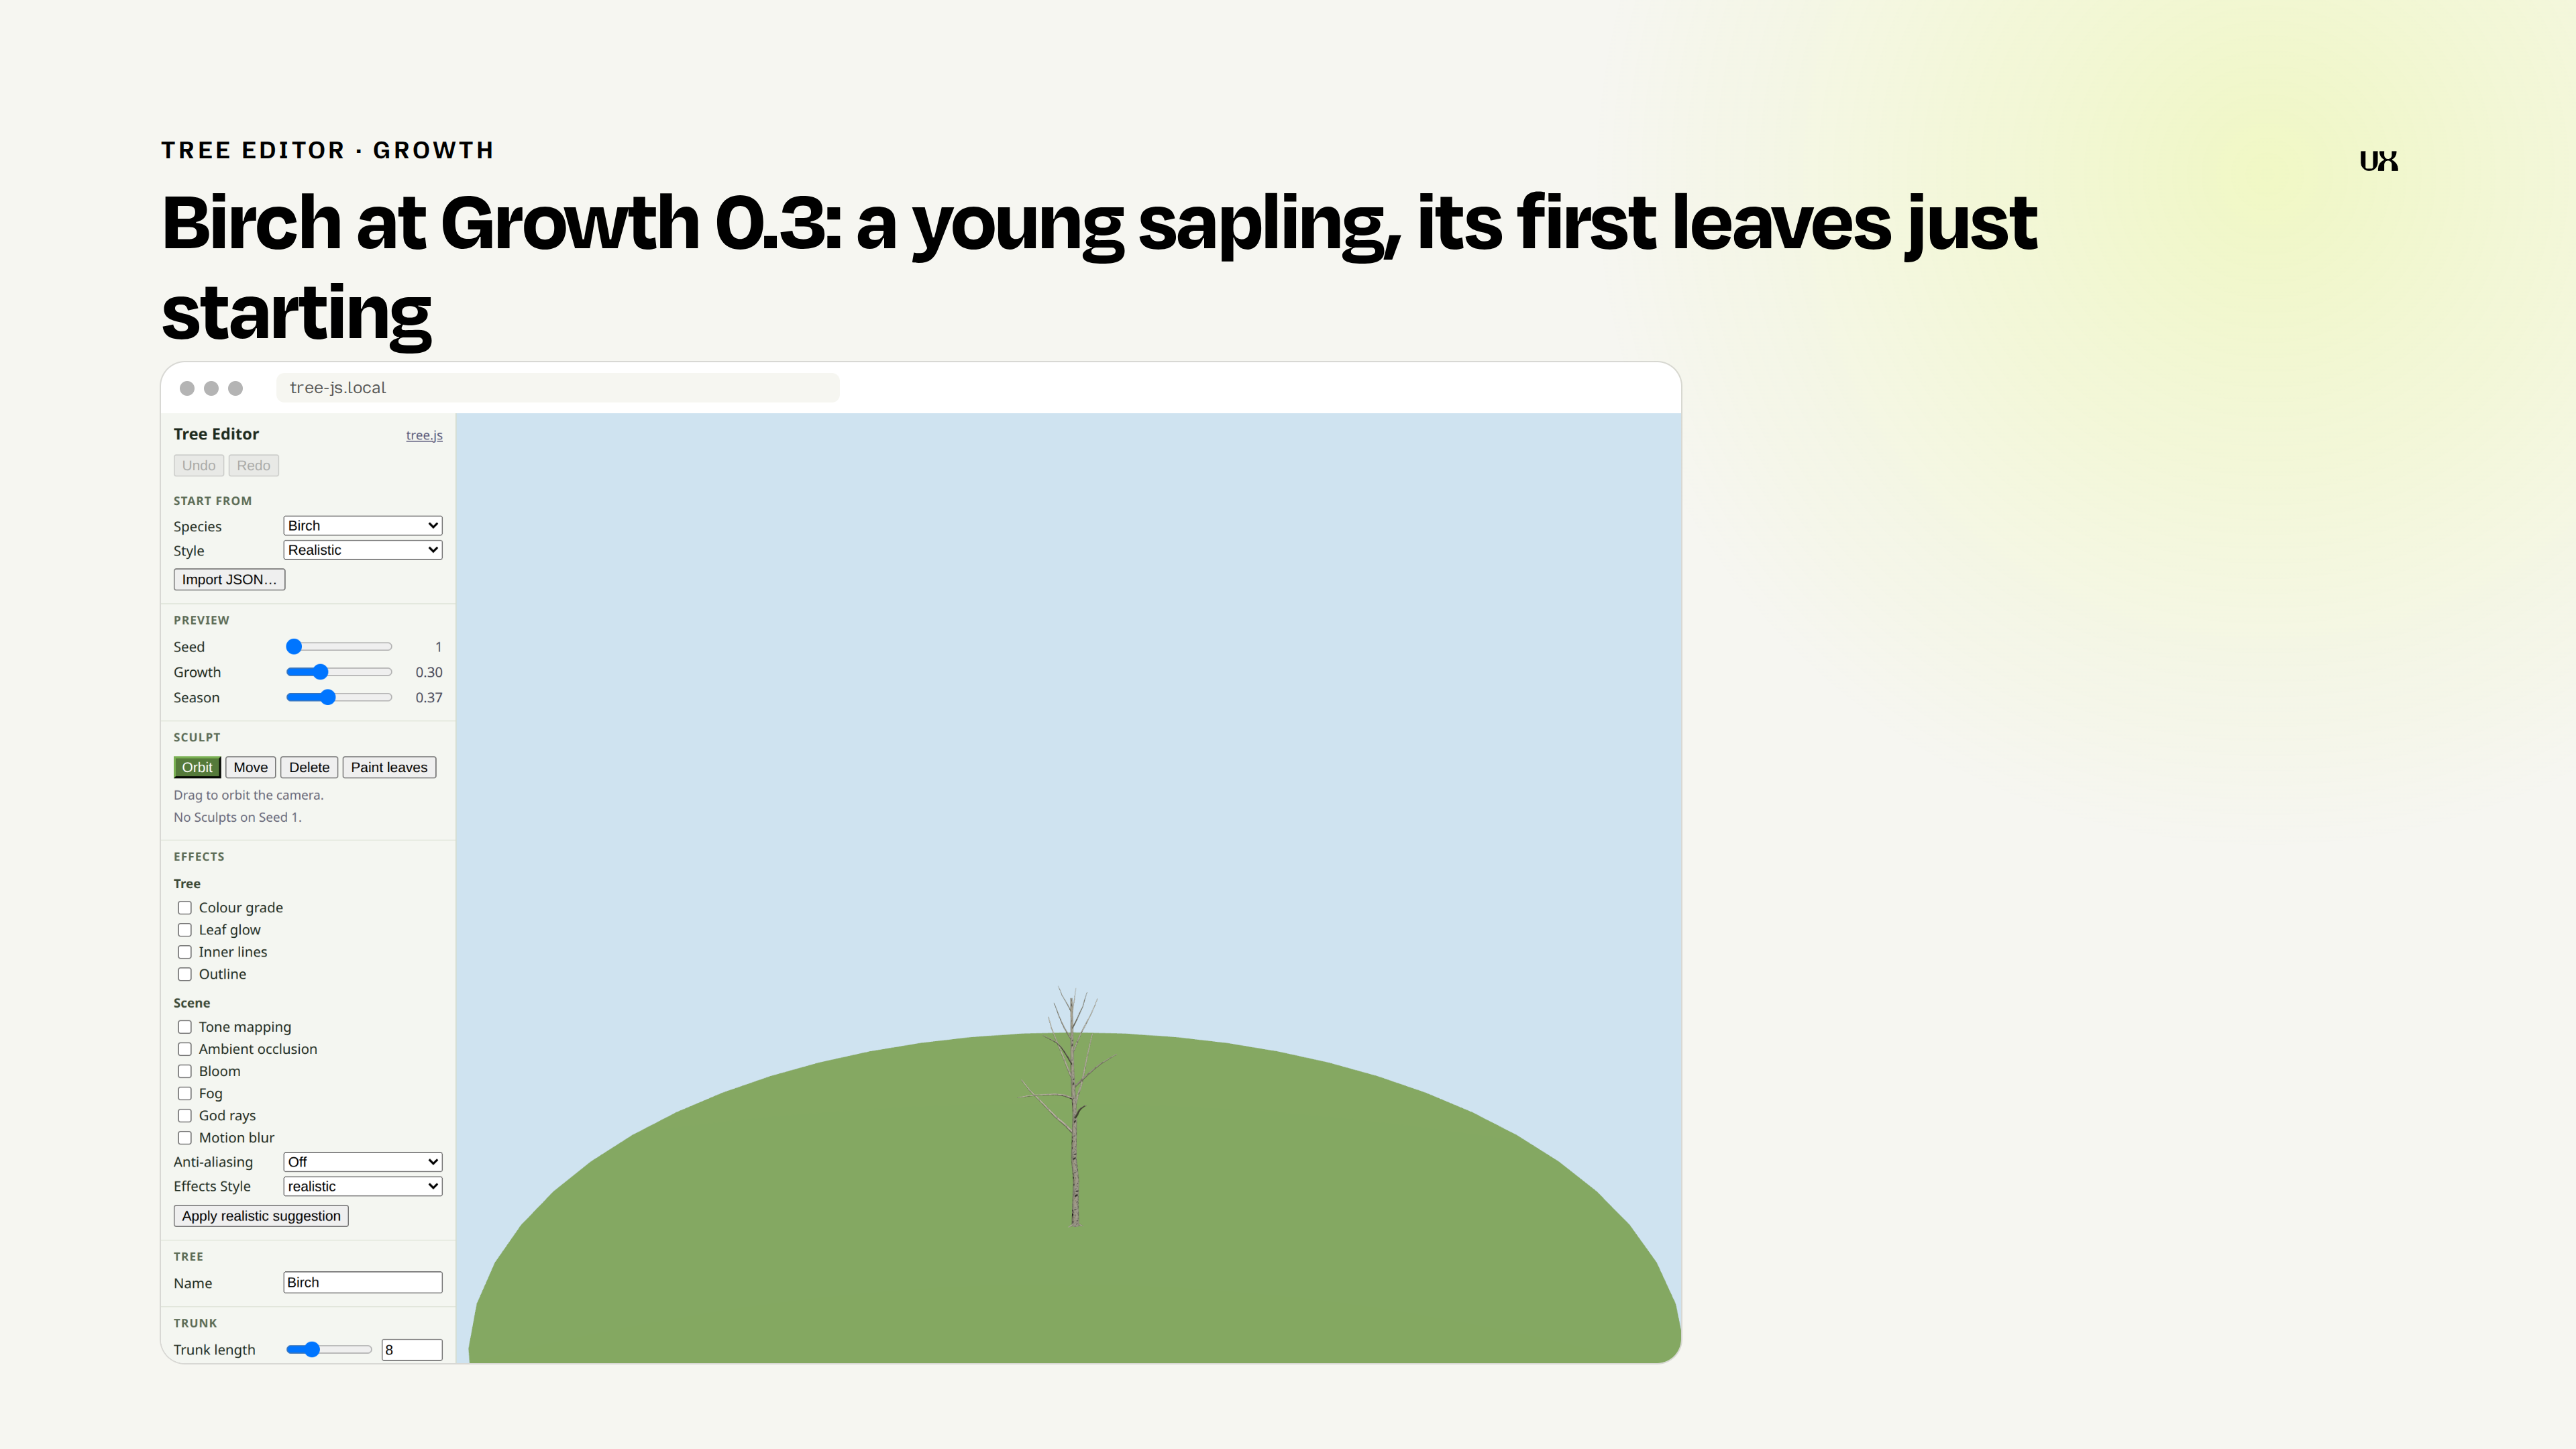 TREE EDITOR · GROWTH
UX
Birch at Growth 0.3: a young sapling, its first leaves just
starting
tree-js.local
Tree Editor
tree.js
Undo Redo
START FROM
Species Birch
Style Realistic
Import JSON…
PREVIEW
Seed 1
Growth 0.30
Season 0.37
SCULPT
Orbit Move Delete Paint leaves
Drag to orbit the camera.
No Sculpts on Seed 1.
EFFECTS
Tree
Colour grade
Leaf glow
Inner lines
Outline
Scene
Tone mapping
Ambient occlusion
Bloom
Fog
God rays
Motion blur
Anti-aliasing Off
Effects Style realistic
Apply realistic suggestion
TREE
Name Birch
TRUNK
Trunk length 8